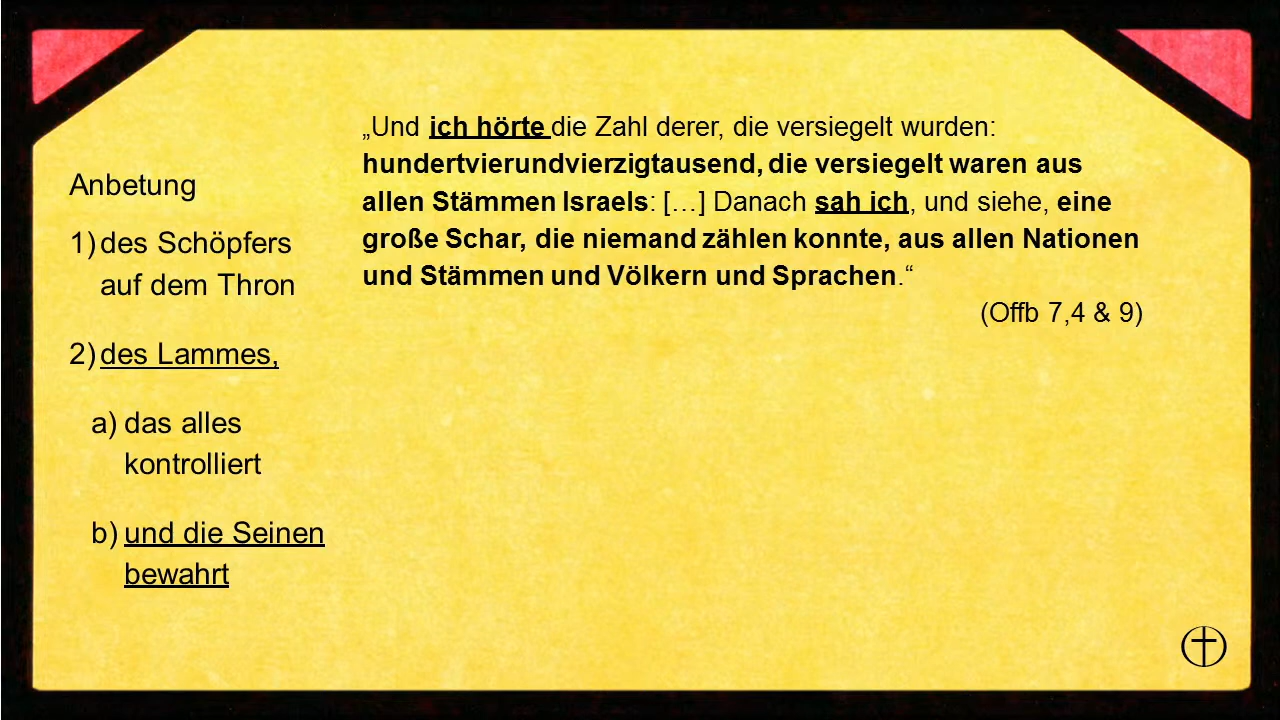 Anbetung
1) des Schöpfers
auf dem Thron
2) des Lammes,
a) das alles
kontrolliert
b) und die Seinen
bewahrt
„Und ich hörte die Zahl derer, die versiegelt wurden:
hundertvierundvierzigtausend, die versiegelt waren aus
allen Stämmen Israels: […] Danach sah ich, und siehe, eine
große Schar, die niemand zählen konnte, aus allen Nationen
und Stämmen und Völkern und Sprachen.“
(Offb 7,4 & 9)